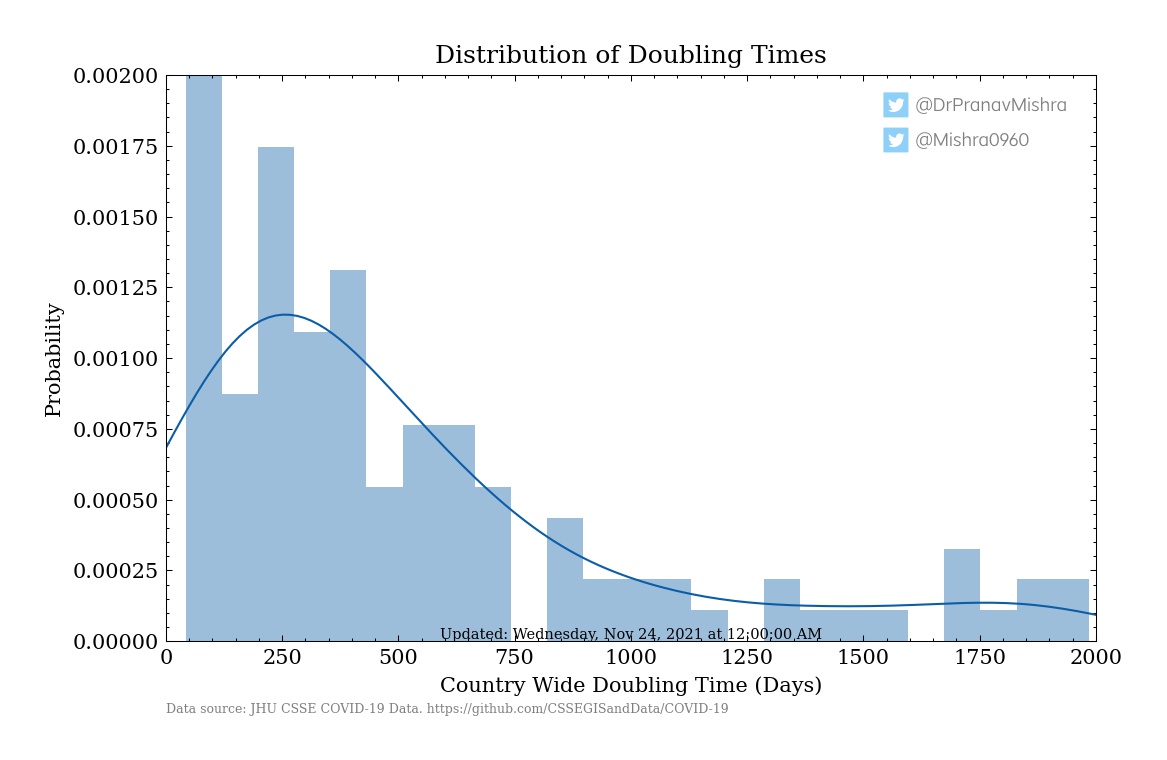 Distribution of Doubling Times
0.00200
0.00175
0.00150
0.00125
0.00100
0.00075
0.00050
0.00025
0.00000
Probability
@DrPranavMishra
@Mishra0960
Updated: Wednesday, Nov 24, 2021 at 12:00:00 AM
0 250 500 750 1000 1250 1500 1750 2000
Country Wide Doubling Time (Days)
Data source: JHU CSSE COVID-19 Data. https://github.com/CSSEGISandData/COVID-19